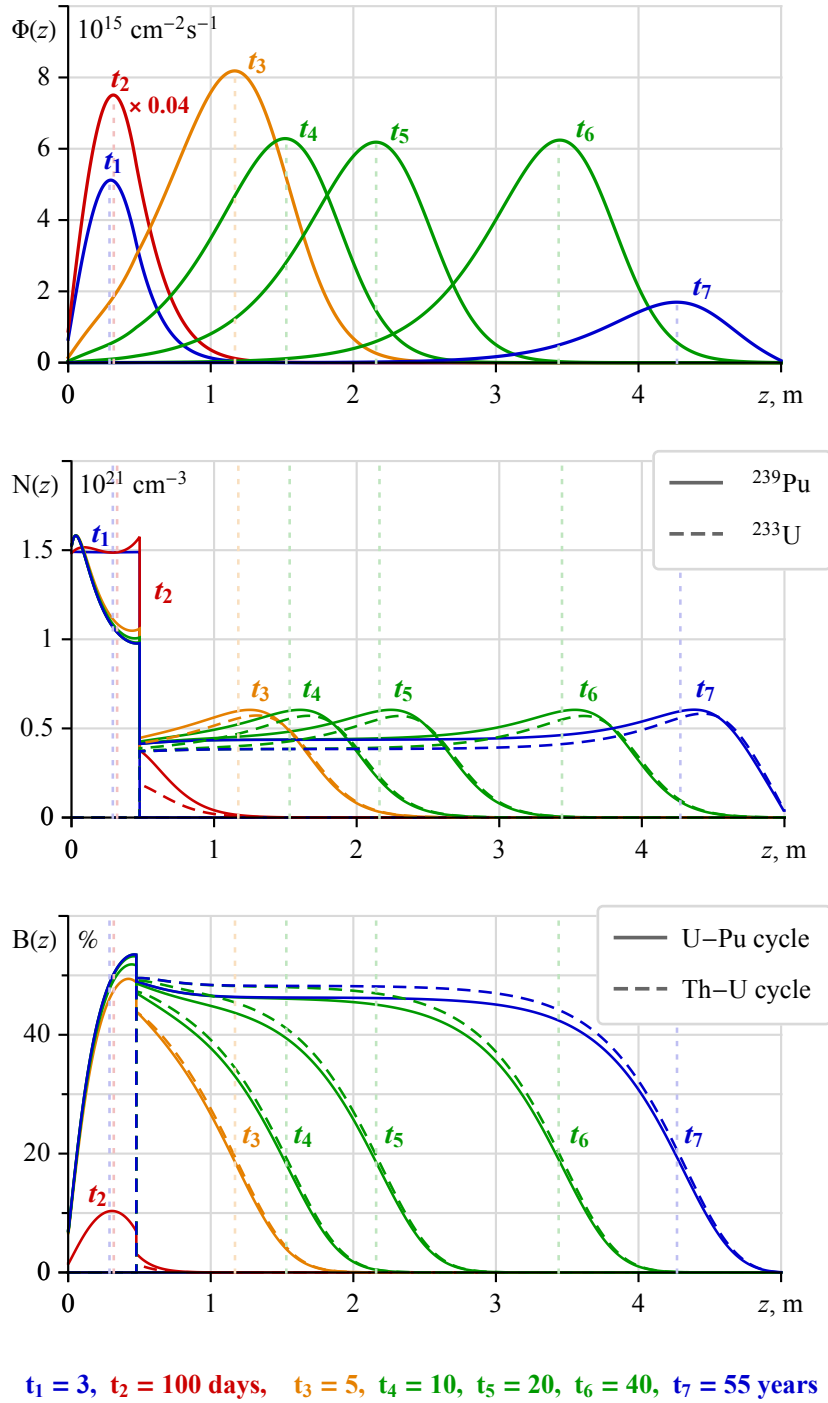 Φ(z) 10¹⁵ cm⁻²s⁻¹
8
t₃
t₂ × 0.04
t₄ t₅ t₆
6
t₁
4
2
t₇
0
0 1 2 3 4 z, m
N(z) 10²¹ cm⁻³
²³⁹Pu
²³³U
t₁
1.5
t₂
1
t₃ t₄ t₅ t₆ t₇
0.5
0
0 1 2 3 4 z, m
B(z) %
U−Pu cycle
Th−U cycle
40
20
t₃ t₄ t₅ t₆ t₇
t₂
0
0 1 2 3 4 z, m
t₁ = 3, t₂ = 100 days, t₃ = 5, t₄ = 10, t₅ = 20, t₆ = 40, t₇ = 55 years